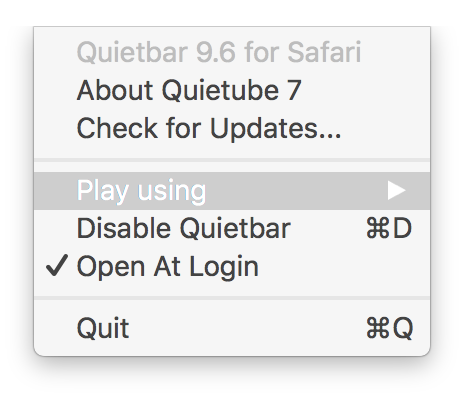 Quietbar 9.6 for Safari
About Quietube 7
Check for Updates...
Play using
Disable Quietbar ⌘D
Open At Login
Quit ⌘Q